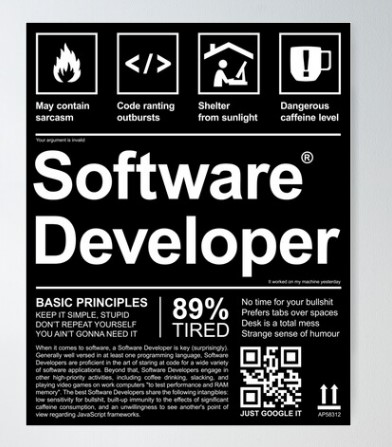 </>
May contain
sarcasm
Code ranting
outbursts
Shelter
from sunlight
Dangerous
caffeine level
Your argument is invalid
Software®
Developer
It worked on my machine yesterday
BASIC PRINCIPLES
KEEP IT SIMPLE, STUPID
DON'T REPEAT YOURSELF
YOU AIN'T GONNA NEED IT
89%
TIRED
No time for your bullshit
Prefers tabs over spaces
Desk is a total mess
Strange sense of humour
When it comes to software, a Software Developer is key (surprisingly).
Generally well versed in at least one programming language, Software
Developers are proficient in the art of staring at code for a wide variety
of software applications. Beyond that, Software Developers engage in
other high-priority activities, including coffee drinking, slacking, and
playing video games on work computers "to test performance and RAM
memory". The best Software Developers share the following intangibles:
low sensitivity for bullshit, built-up immunity to the effects of significant
caffeine consumption, and an unwillingness to see another's point of
view regarding JavaScript frameworks.
JUST GOOGLE IT
AP58312